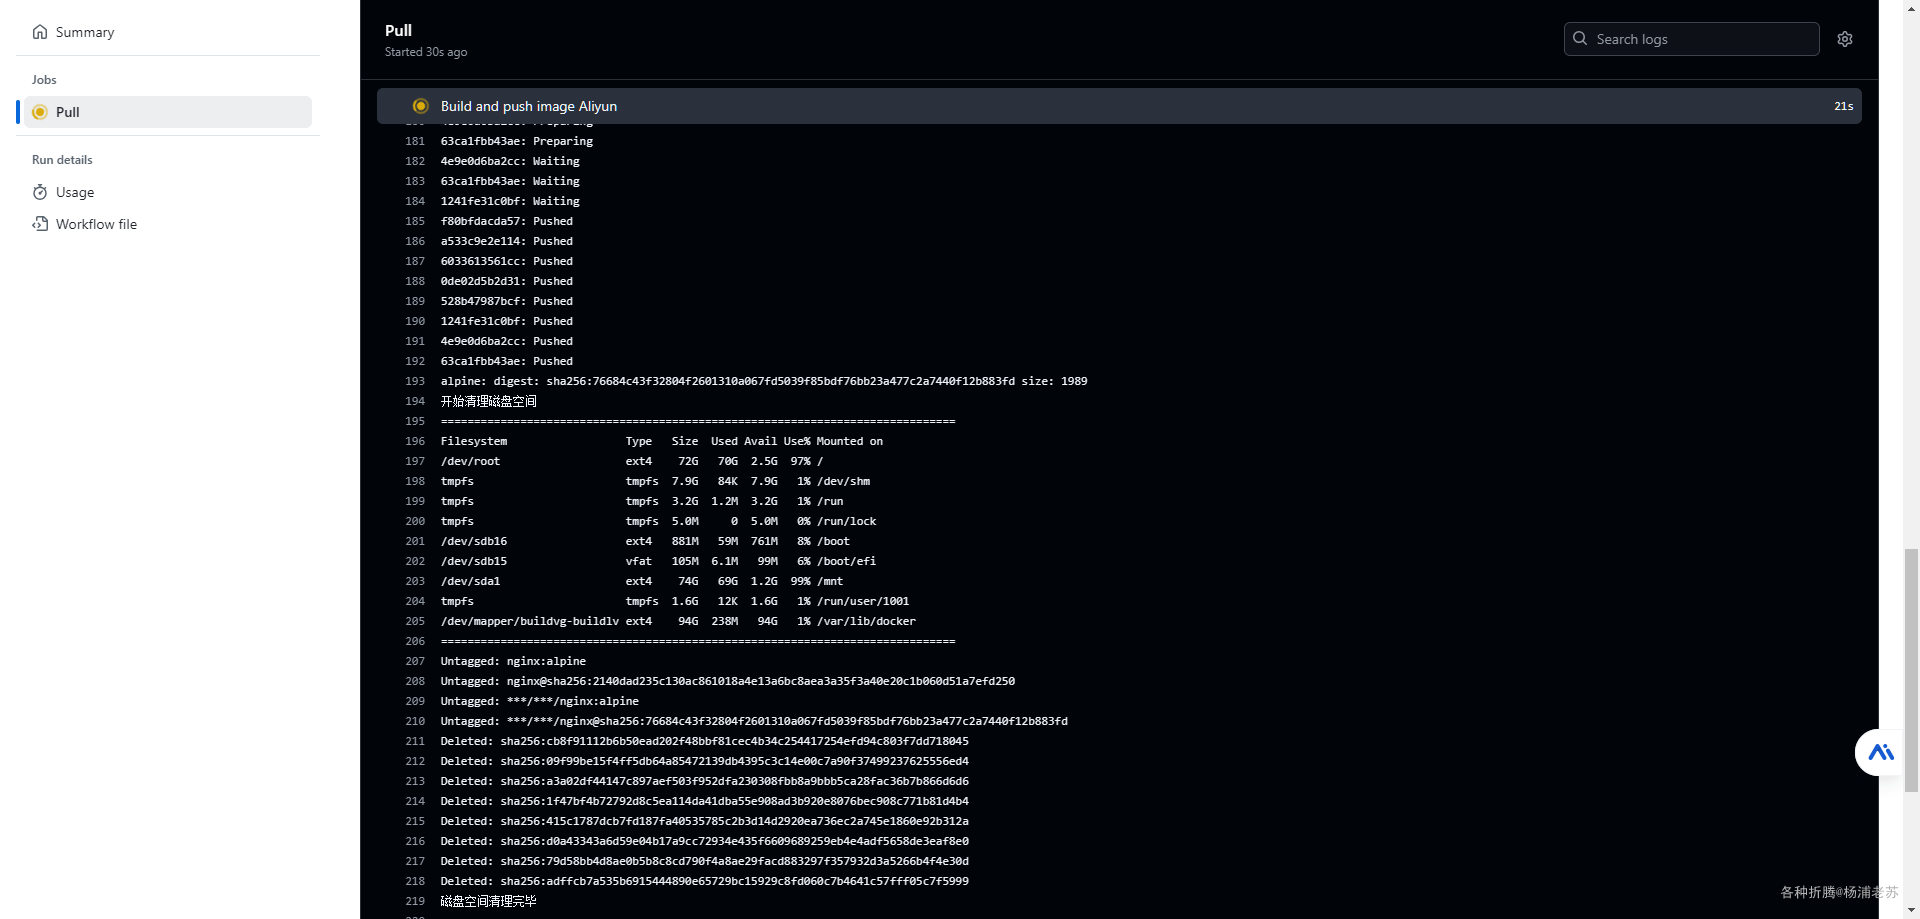 Summary
Jobs
Pull
Run details
Usage
Workflow file
Pull
Started 30s ago
Search logs
Build and push image Aliyun 21s
181 63ca1fbb43ae: Preparing
182 4e9e0d6ba2cc: Waiting
183 63ca1fbb43ae: Waiting
184 1241fe31c0bf: Waiting
185 f80bfdacda57: Pushed
186 a533c9e2e114: Pushed
187 6033613561cc: Pushed
188 0de02d5b2d31: Pushed
189 528b47987bcf: Pushed
190 1241fe31c0bf: Pushed
191 4e9e0d6ba2cc: Pushed
192 63ca1fbb43ae: Pushed
193 alpine: digest: sha256:76684c43f32804f2601310a067fd5039f85bdf76bb23a477c2a7440f12b883fd size: 1989
194 开始清理磁盘空间
195 ==============================================================================
196 Filesystem Type Size Used Avail Use% Mounted on
197 /dev/root ext4 72G 70G 2.5G 97% /
198 tmpfs tmpfs 7.9G 84K 7.9G 1% /dev/shm
199 tmpfs tmpfs 3.2G 1.2M 3.2G 1% /run
200 tmpfs tmpfs 5.0M 0 5.0M 0% /run/lock
201 /dev/sdb16 ext4 881M 59M 761M 8% /boot
202 /dev/sdb15 vfat 105M 6.1M 99M 6% /boot/efi
203 /dev/sda1 ext4 74G 69G 1.2G 99% /mnt
204 tmpfs tmpfs 1.6G 12K 1.6G 1% /run/user/1001
205 /dev/mapper/buildvg-buildlv ext4 94G 238M 94G 1% /var/lib/docker
206 ==============================================================================
207 Untagged: nginx:alpine
208 Untagged: nginx@sha256:2140dad235c130ac861018a4e13a6bc8aea3a35f3a40e20c1b060d51a7efd250
209 Untagged: ***/***/nginx:alpine
210 Untagged: ***/***/nginx@sha256:76684c43f32804f2601310a067fd5039f85bdf76bb23a477c2a7440f12b883fd
211 Deleted: sha256:cb8f91112b6b50ead202f48bbf81cec4b34c254417254efd94c803f7dd718045
212 Deleted: sha256:09f99be15f4ff5db64a85472139db4395c3c14e00c7a90f37499237625556ed4
213 Deleted: sha256:a3a02df44147c897aef503f952dfa230308fbb8a9bbb5ca28fac36b7b866d6d6
214 Deleted: sha256:1f47bf4b72792d8c5ea114da41dba55e908ad3b920e8076bec908c771b81d4b4
215 Deleted: sha256:415c1787dcb7fd187fa40535785c2b3d14d2920ea736ec2a745e1860e92b312a
216 Deleted: sha256:d0a43343a6d59e04b17a9cc72934e435f6609689259eb4e4adf5658de3eaf8e0
217 Deleted: sha256:79d58bb4d8ae0b5b8c8cd790f4a8ae29facd883297f357932d3a5266b4f4e30d
218 Deleted: sha256:adffcb7a535b6915444890e65729bc15929c8fd060c7b4641c57fff05c7f5999
219 磁盘空间清理完毕
各种折腾@杨浦老苏